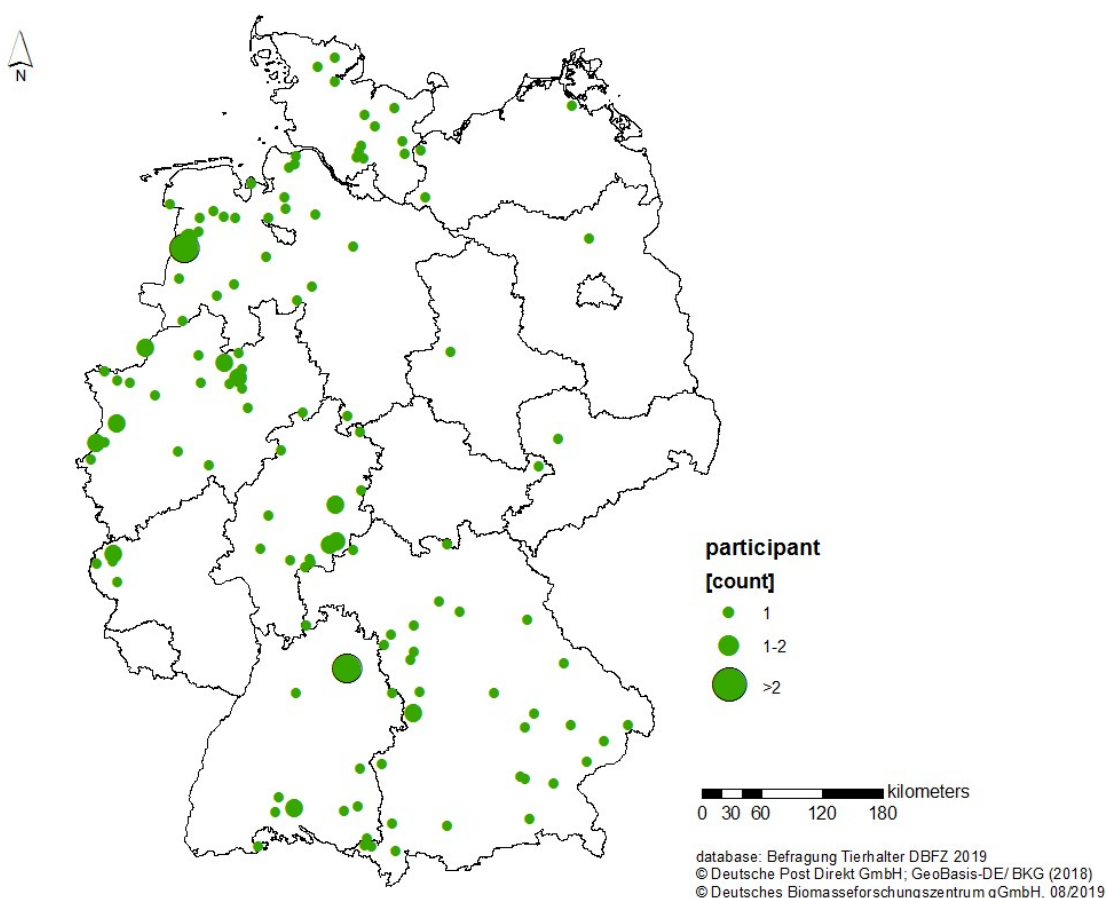 N
participant
[count]
1
1-2
>2
kilometers
0 30 60 120 180
database: Befragung Tierhalter DBFZ 2019
© Deutsche Post Direkt GmbH; GeoBasis-DE/ BKG (2018)
© Deutsches Biomasseforschungszentrum gGmbH, 08/2019